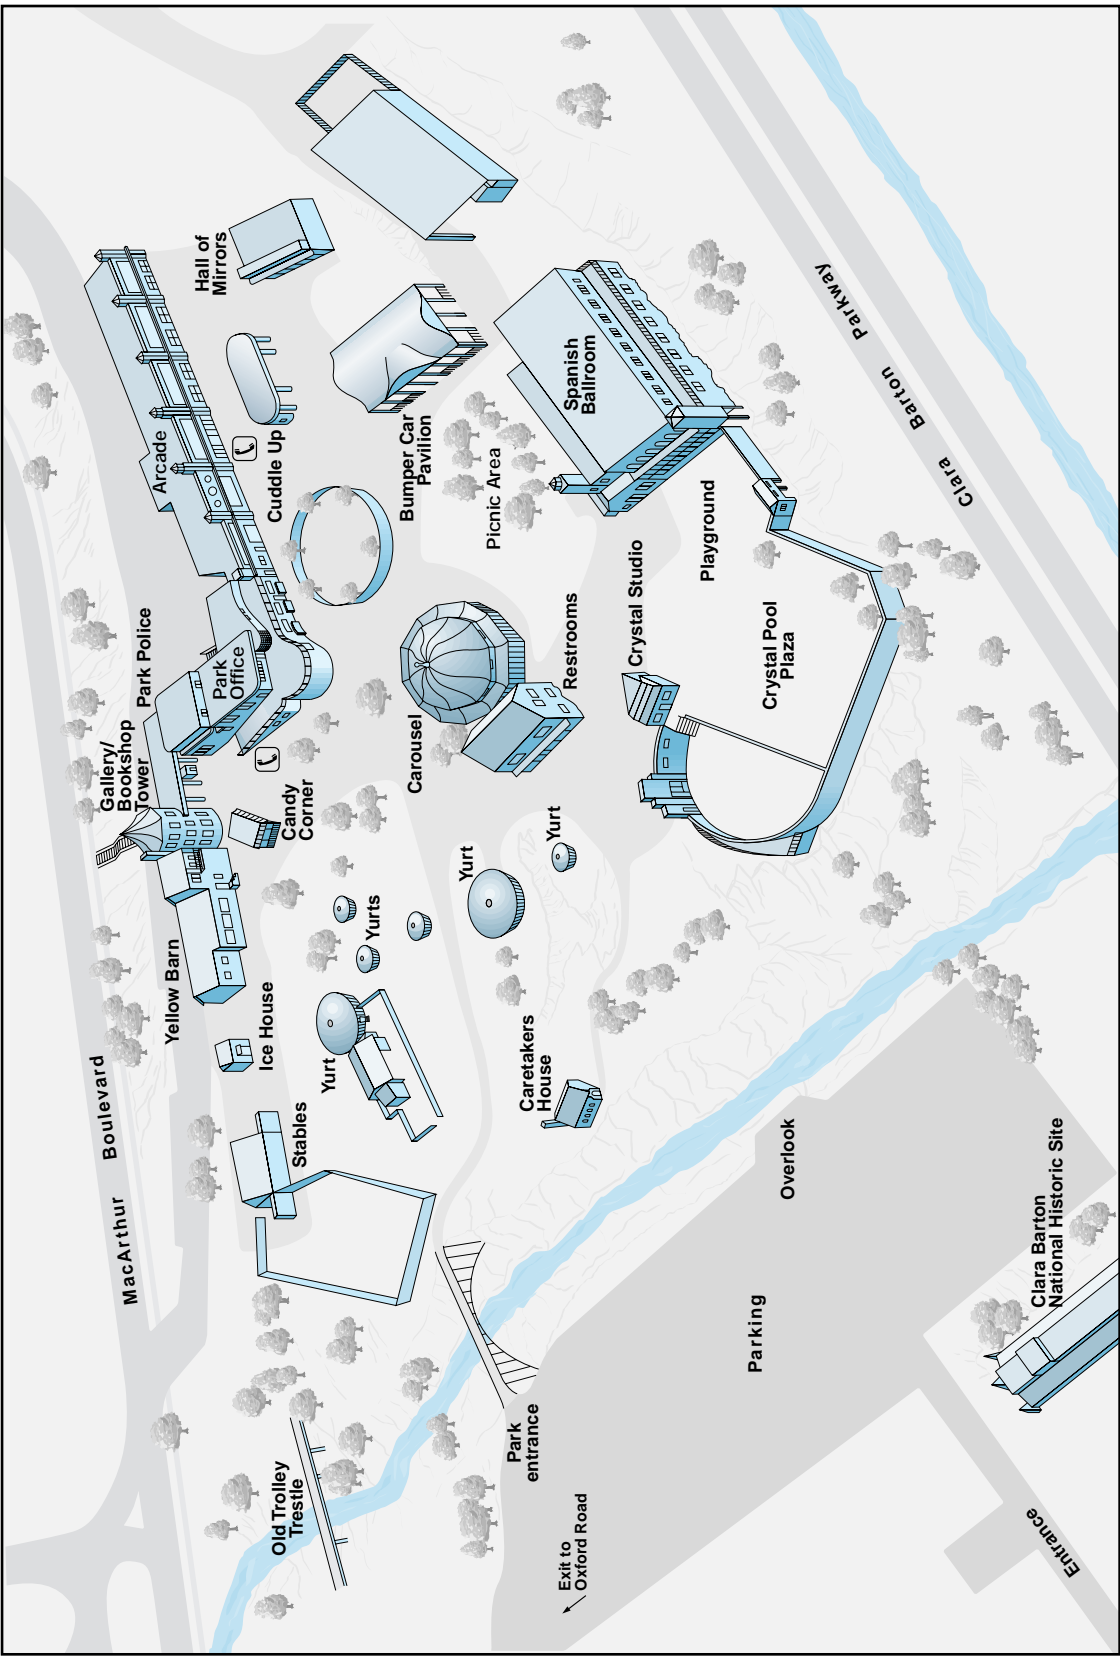 MacArthur Boulevard
Old Trolley
Trestle
Stables
Ice House
Yellow Barn
Gallery/
Bookshop
Tower
Park Police
Park
Office
Candy
Corner
Arcade
Cuddle Up
Hall of
Mirrors
Yurt
Yurts
Yurt
Yurt
Carousel
Restrooms
Bumper Car
Pavilion
Picnic Area
Spanish
Ballroom
Caretakers
House
Crystal Studio
Playground
Crystal Pool
Plaza
Park
entrance
Exit to
Oxford Road
Parking
Overlook
Clara Barton
National Historic Site
Entrance
Clara Barton Parkway